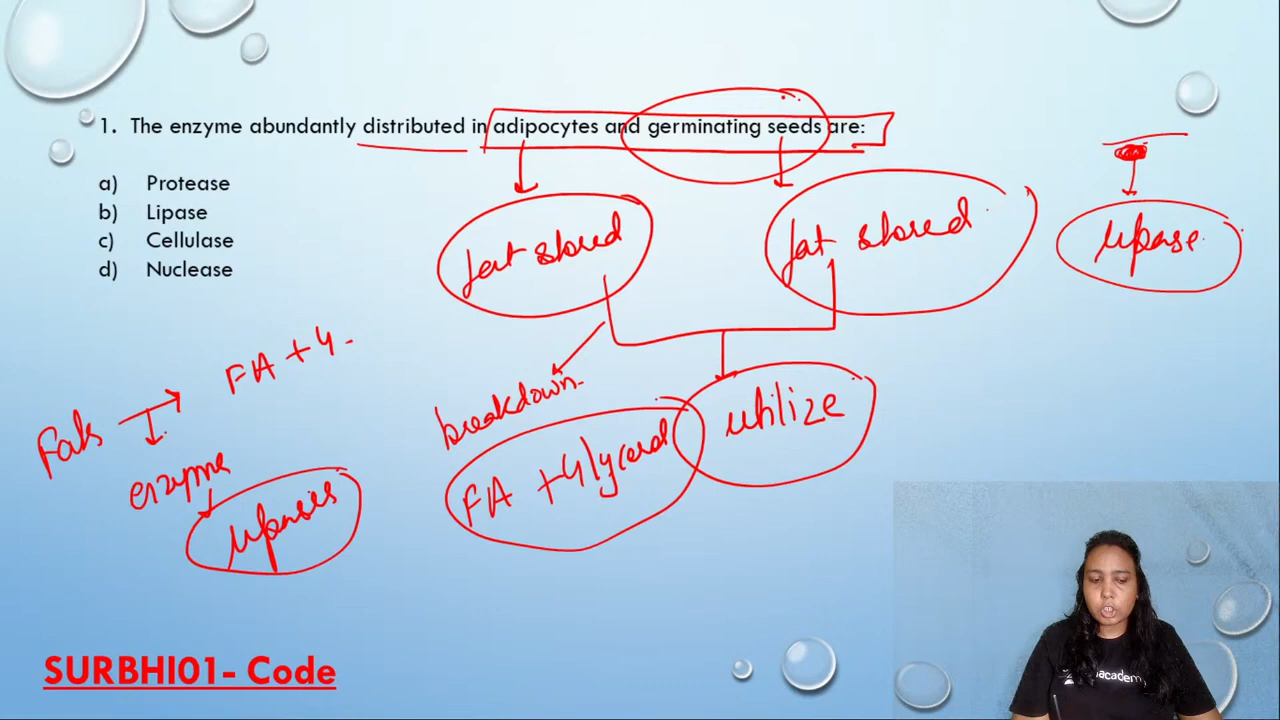 1. The enzyme abundantly distributed in adipocytes and germinating seeds are:
a) Protease
b) Lipase
c) Cellulase
d) Nuclease
fat stored
fat stored
lipase
breakdown
utilize
FA + Glycerol
Fats → FA + G
enzyme
lipases
SURBHI01- Code
academy